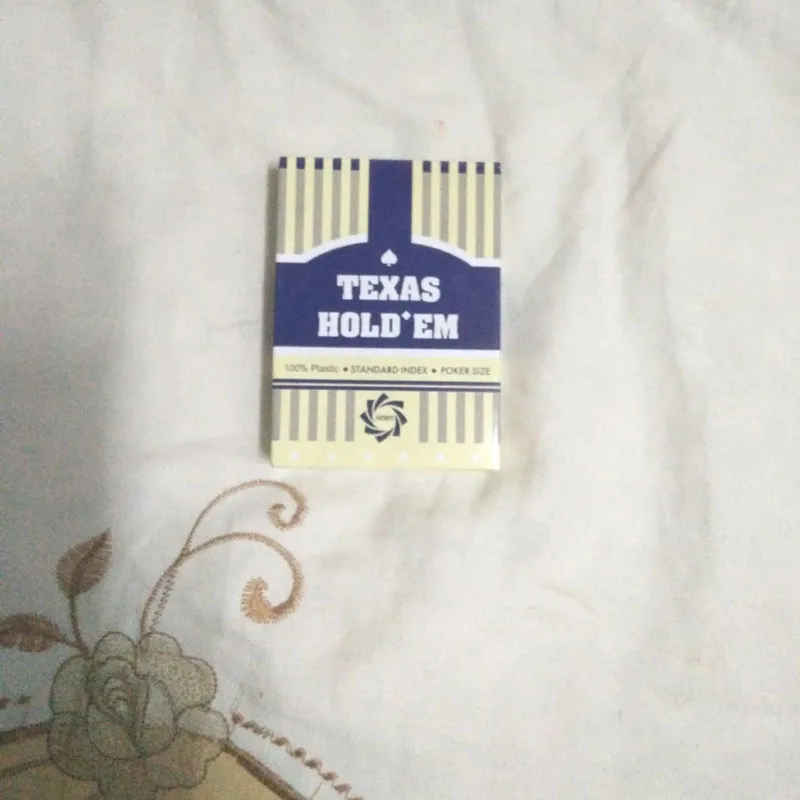 TEXAS
HOLD♦EM
100% Plastic ● STANDARD INDEX ● POKER SIZE